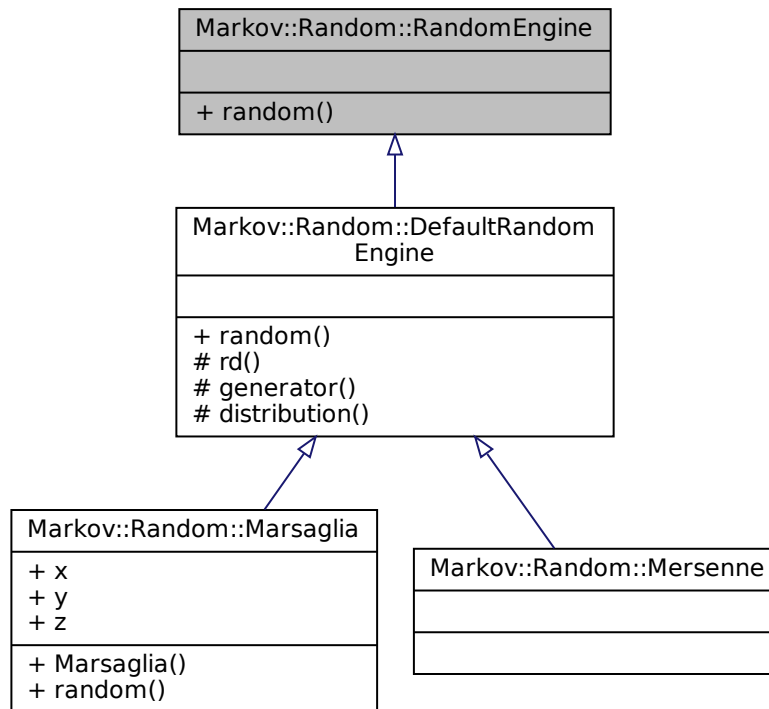 Markov::Random::RandomEngine
+ random()
Markov::Random::DefaultRandom
Engine
+ random()
# rd()
# generator()
# distribution()
Markov::Random::Marsaglia
+ x
+ y
+ z
+ Marsaglia()
+ random()
Markov::Random::Mersenne